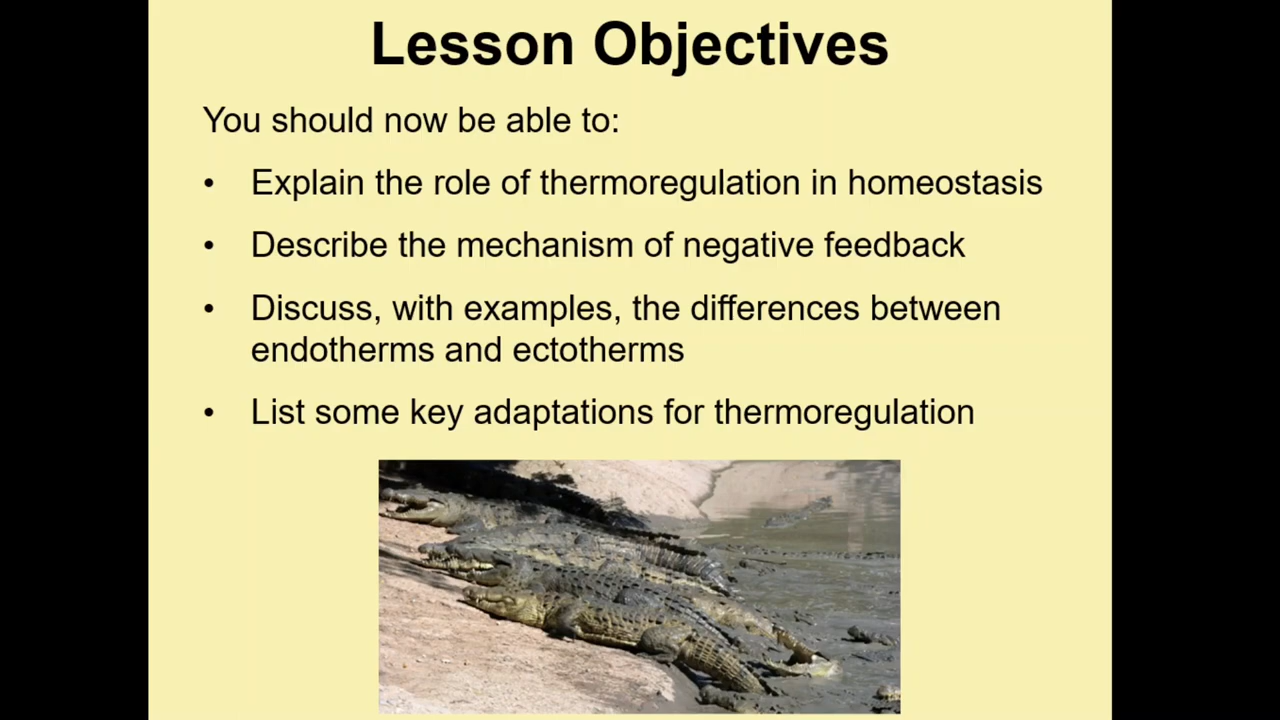 Lesson Objectives
You should now be able to:
• Explain the role of thermoregulation in homeostasis
• Describe the mechanism of negative feedback
• Discuss, with examples, the differences between
endotherms and ectotherms
• List some key adaptations for thermoregulation